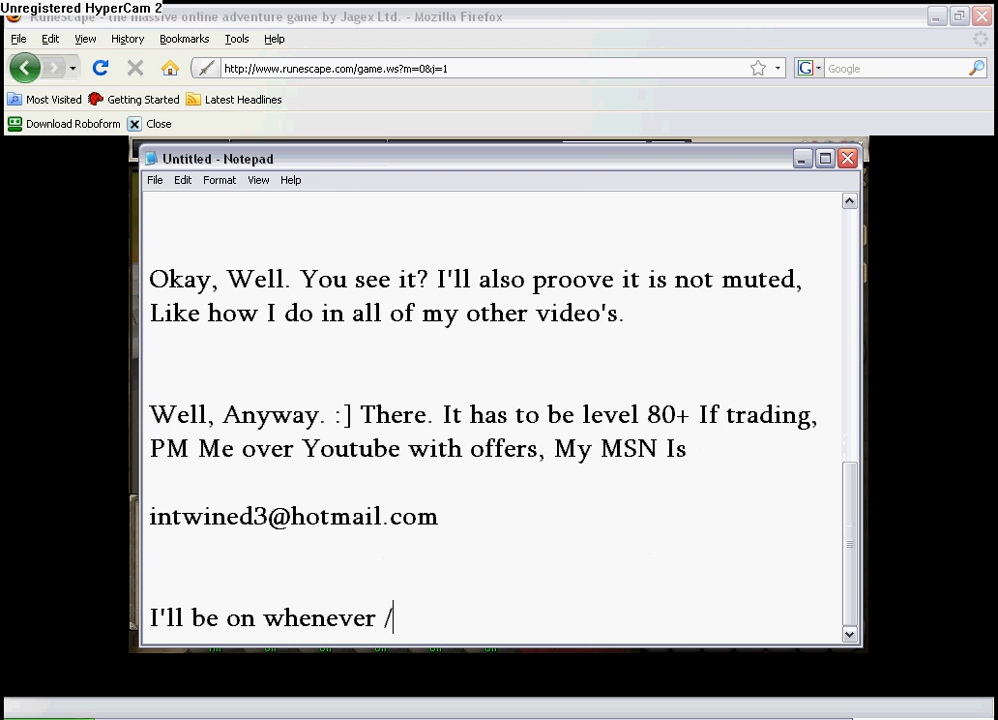 Unregistered HyperCam 2
RuneScape - the massive online adventure game by Jagex Ltd. - Mozilla Firefox
File Edit View History Bookmarks Tools Help
http://www.runescape.com/game.ws?m=0&j=1
Google
Most Visited Getting Started Latest Headlines
Download Roboform Close
Untitled - Notepad
File Edit Format View Help
Okay, Well. You see it? I'll also proove it is not muted,
Like how I do in all of my other video's.
Well, Anyway. :] There. It has to be level 80+ If trading,
PM Me over Youtube with offers, My MSN Is
intwined3@hotmail.com
I'll be on whenever /